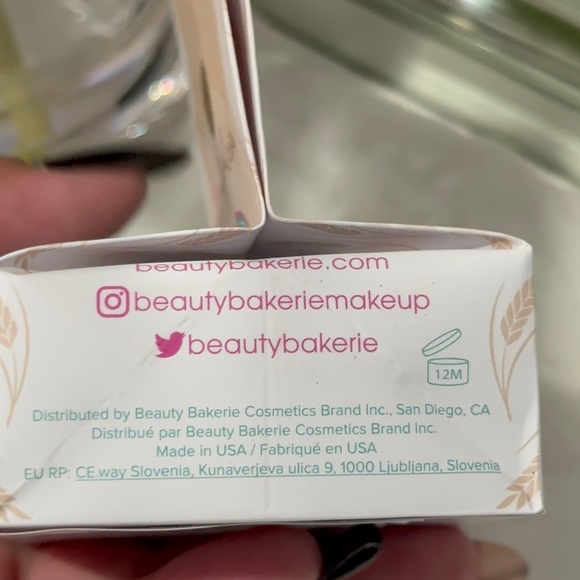 beautybakerie.com
beautybakeriemakeup
beautybakerie
12M
Distributed by Beauty Bakerie Cosmetics Brand Inc., San Diego, CA
Distribué par Beauty Bakerie Cosmetics Brand Inc.
Made in USA / Fabriqué en USA
EU RP: CE.way Slovenia, Kunaverjeva ulica 9, 1000 Ljubljana, Slovenia